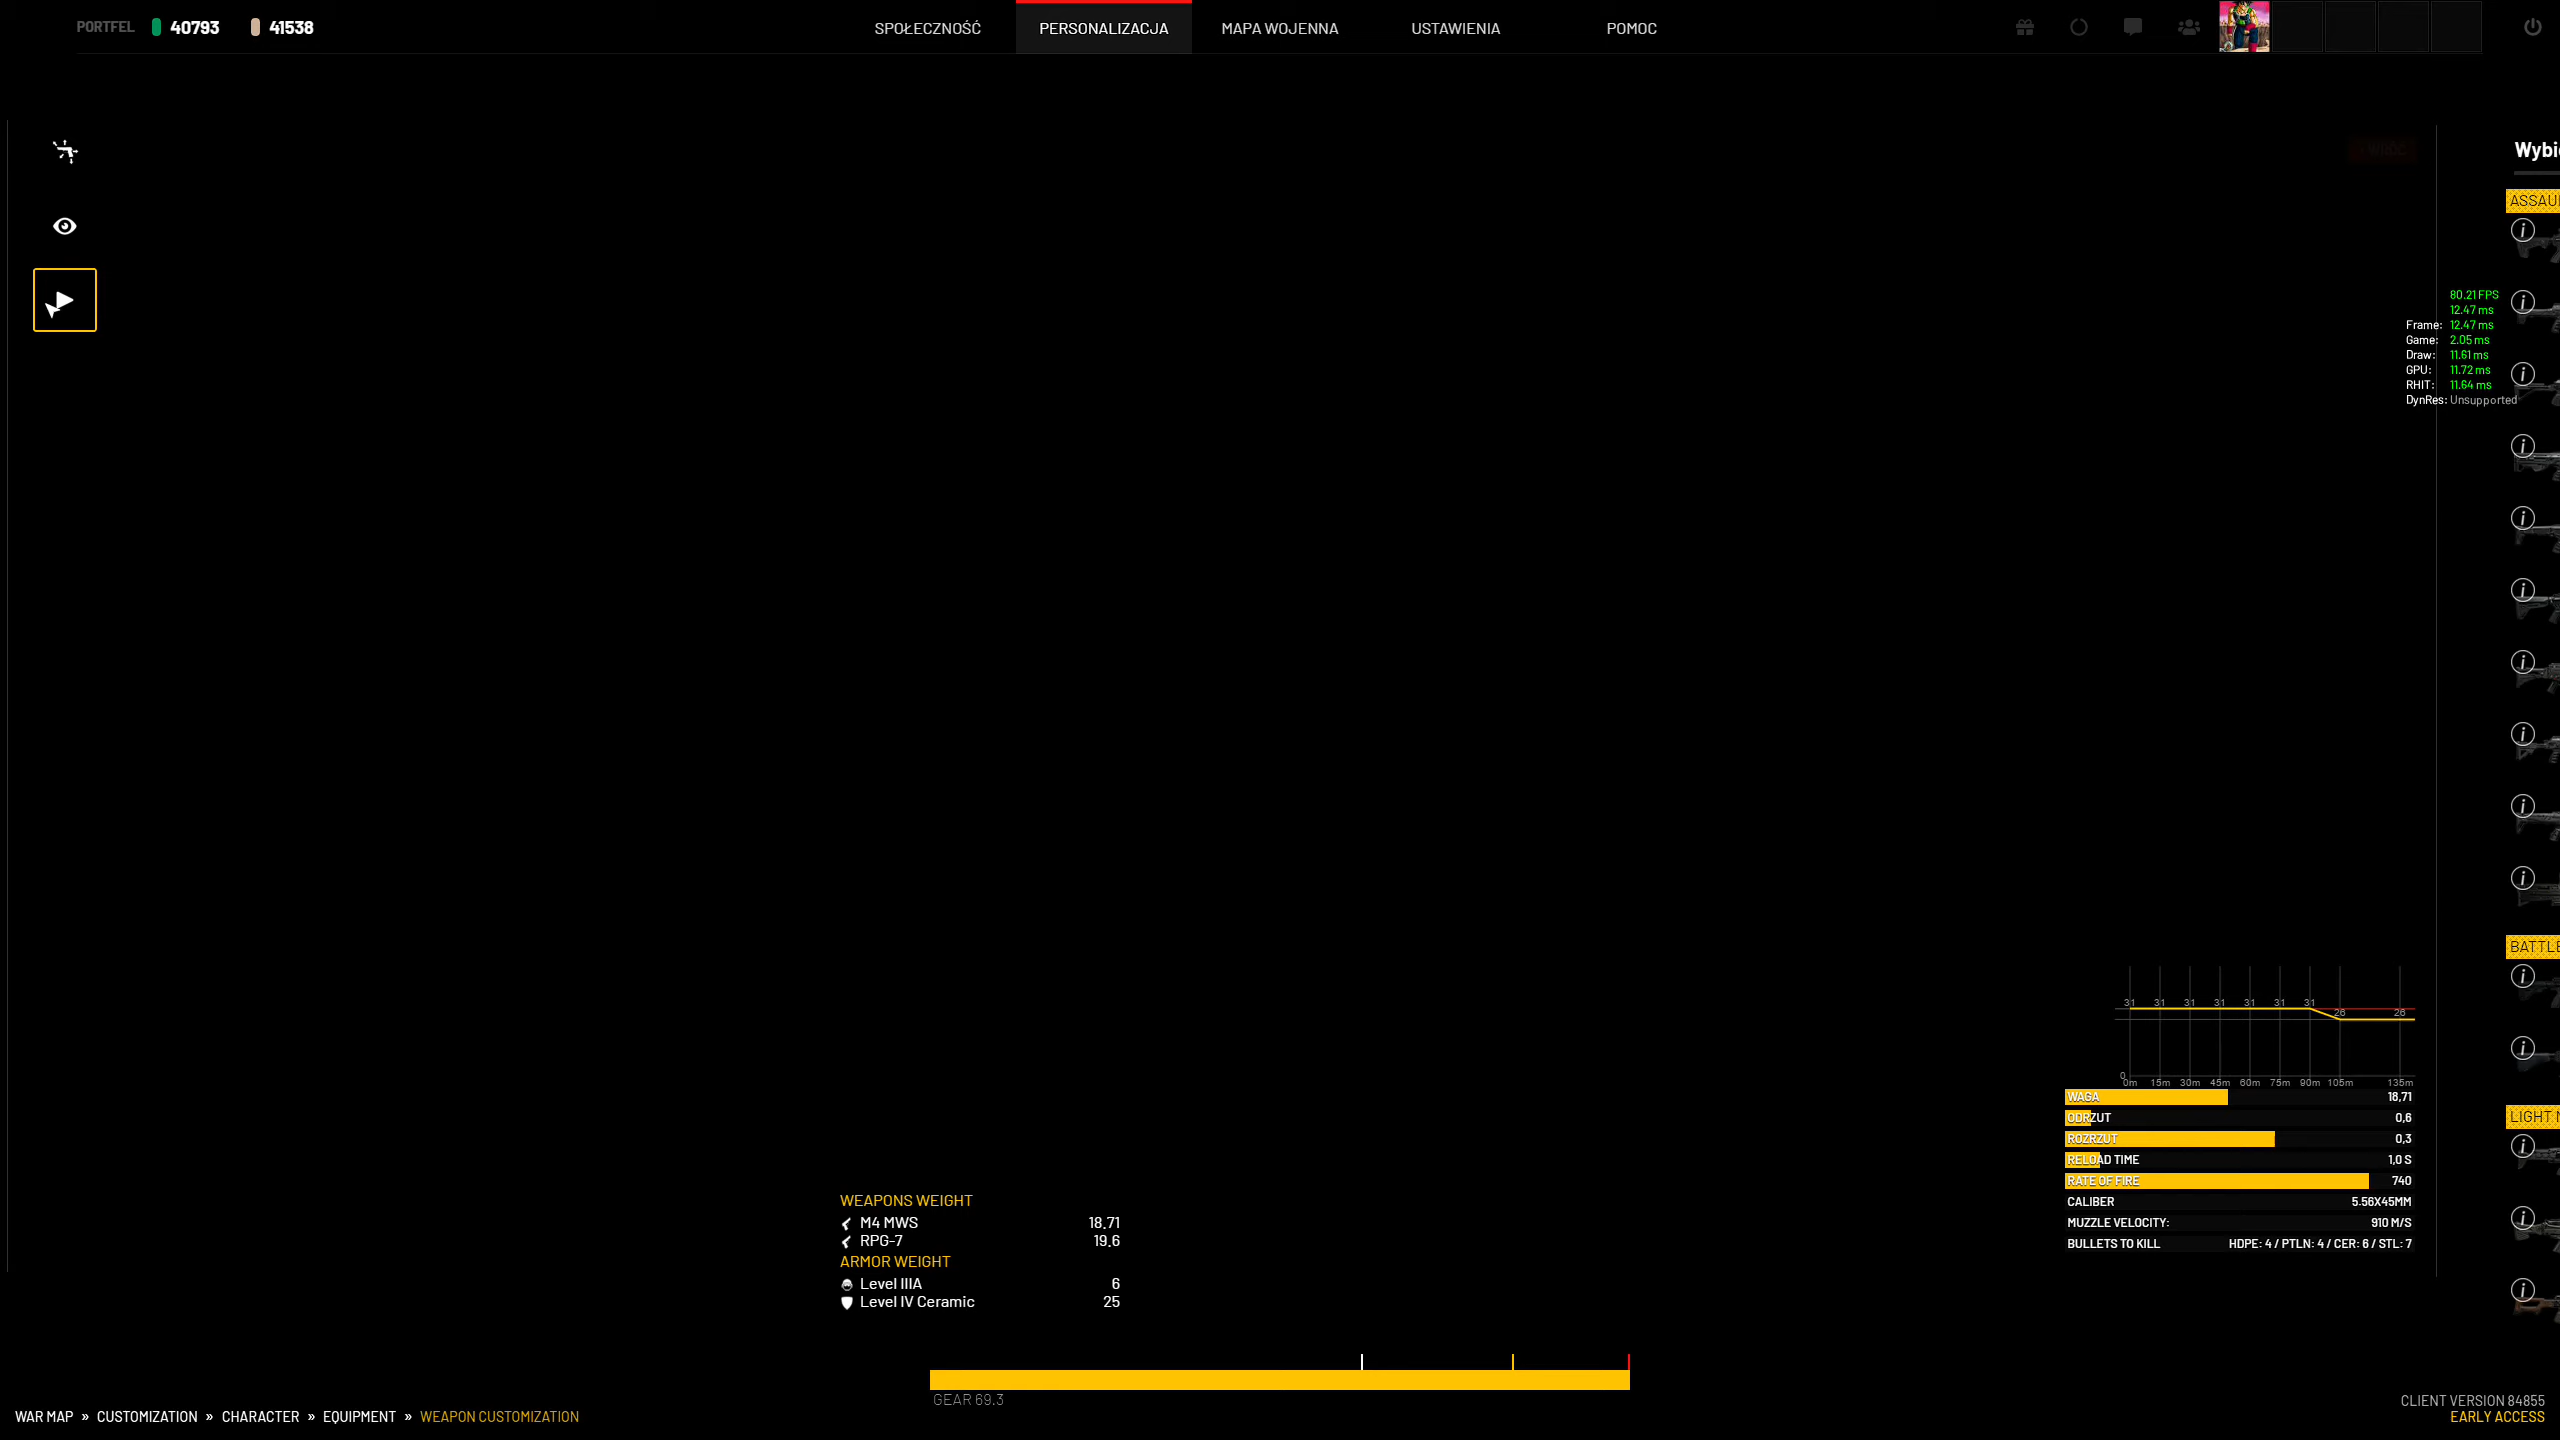 PORTFEL 40793 41538
SPOŁECZNOŚĆ PERSONALIZACJA MAPA WOJENNA USTAWIENIA POMOC
Wybi
ASSAU
80.21 FPS
12.47 ms
Frame: 12.47 ms
Game: 2.05 ms
Draw: 11.61 ms
GPU: 11.72 ms
RHIT: 11.64 ms
DynRes: Unsupported
BATTLE
LIGHT
31 31 31 31 31 31 31 26 26
0
0m 15m 30m 45m 60m 75m 90m 105m 135m
WAGA 18,71
ODRZUT 0,6
ROZRZUT 0,3
RELOAD TIME 1,0 S
RATE OF FIRE 740
CALIBER 5.56X45MM
MUZZLE VELOCITY: 910 M/S
BULLETS TO KILL HDPE: 4 / PTLN: 4 / CER: 6 / STL: 7
WEAPONS WEIGHT
M4 MWS 18.71
RPG-7 19.6
ARMOR WEIGHT
Level IIIA 6
Level IV Ceramic 25
GEAR 69.3
WAR MAP » CUSTOMIZATION » CHARACTER » EQUIPMENT » WEAPON CUSTOMIZATION
CLIENT VERSION 84855
EARLY ACCESS